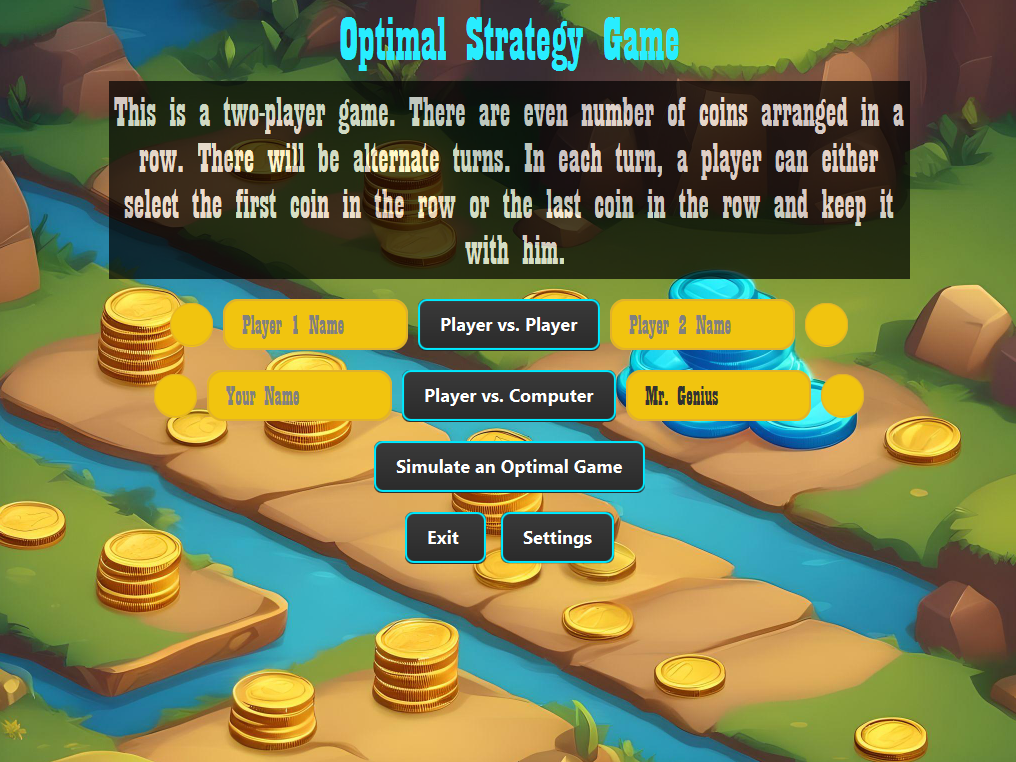 Optimal Strategy Game
This is a two-player game. There are even number of coins arranged in a
row. There will be alternate turns. In each turn, a player can either
select the first coin in the row or the last coin in the row and keep it
with him.
Player 1 Name Player vs. Player Player 2 Name
Your Name Player vs. Computer Mr. Genius
Simulate an Optimal Game
Exit Settings